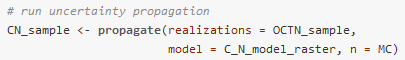 # run uncertainty propagation
CN_sample <- propagate(realizations = OCTN_sample,
model = C_N_model_raster, n = MC)